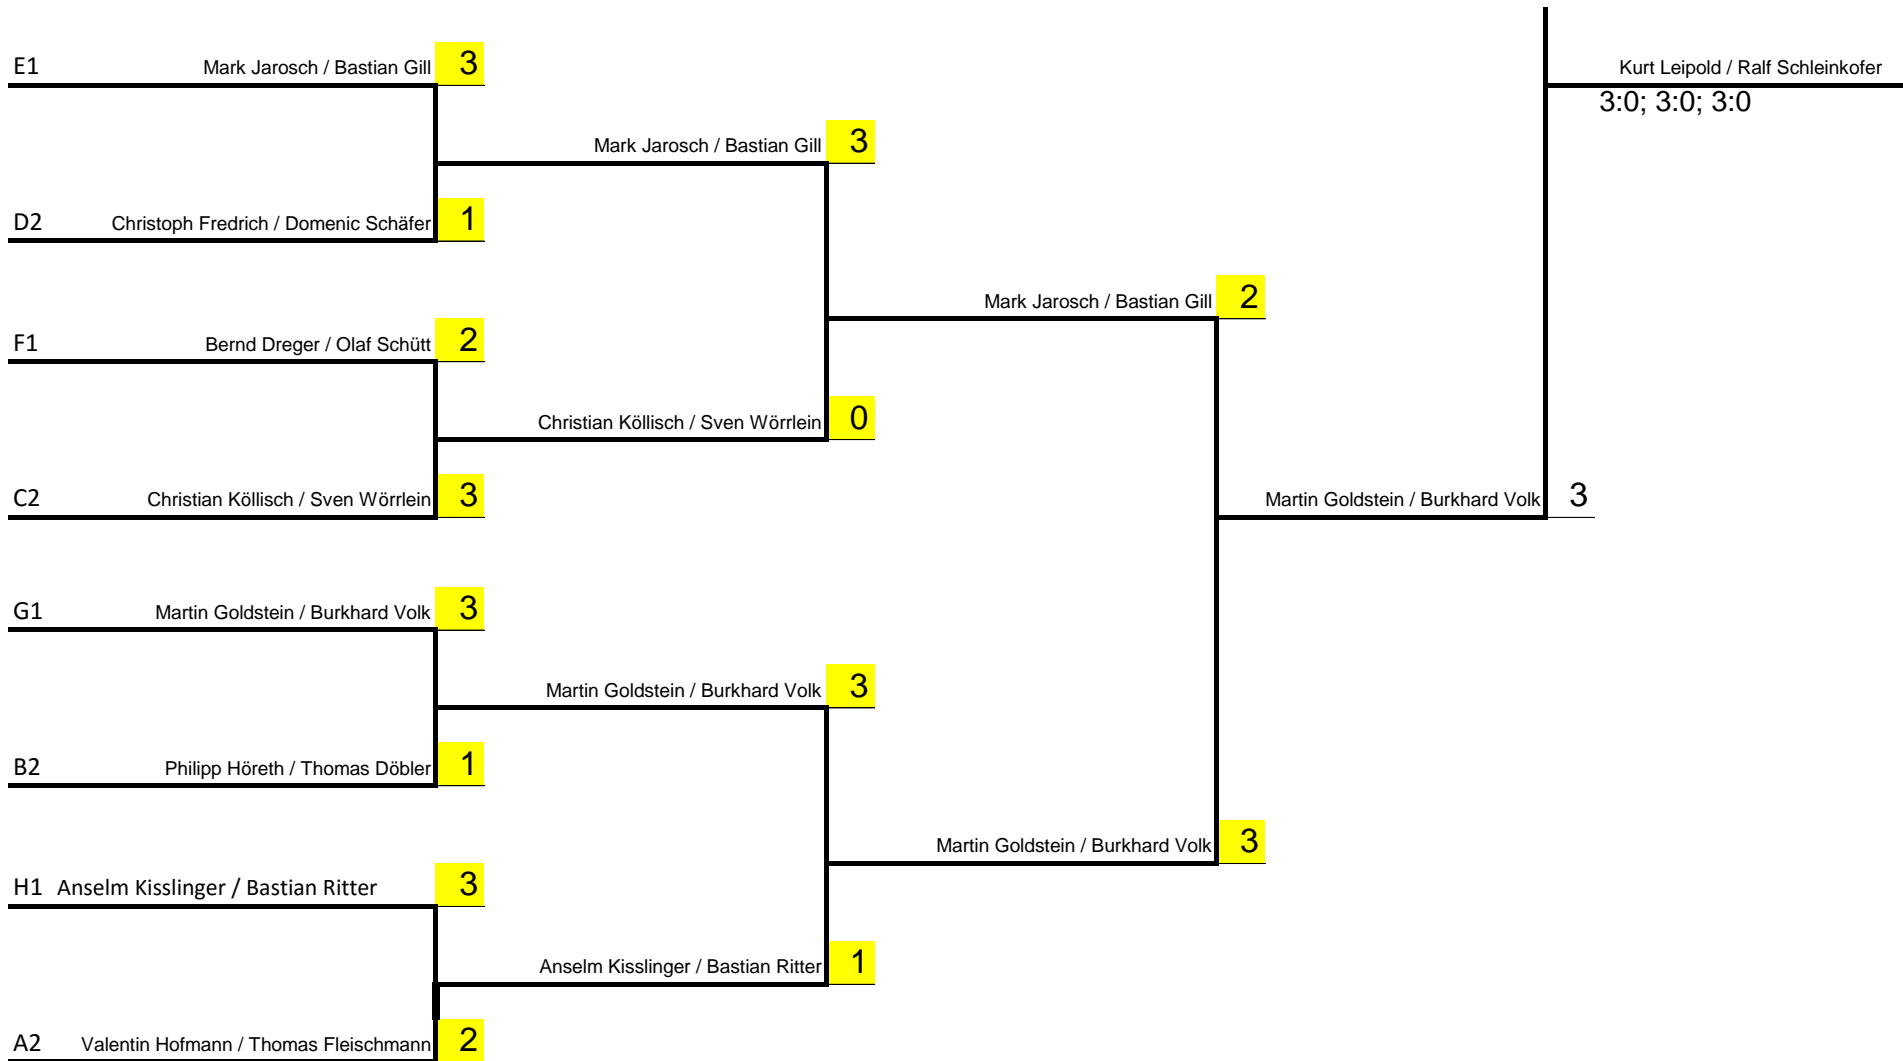 E1 Mark Jarosch / Bastian Gill 3
Kurt Leipold / Ralf Schleinkofer
3:0; 3:0; 3:0
Mark Jarosch / Bastian Gill 3
D2 Christoph Fredrich / Domenic Schäfer 1
Mark Jarosch / Bastian Gill 2
F1 Bernd Dreger / Olaf Schütt 2
Christian Köllisch / Sven Wörrlein 0
C2 Christian Köllisch / Sven Wörrlein 3
Martin Goldstein / Burkhard Volk 3
G1 Martin Goldstein / Burkhard Volk 3
Martin Goldstein / Burkhard Volk 3
B2 Philipp Höreth / Thomas Döbler 1
Martin Goldstein / Burkhard Volk 3
H1 Anselm Kisslinger / Bastian Ritter 3
Anselm Kisslinger / Bastian Ritter 1
A2 Valentin Hofmann / Thomas Fleischmann 2